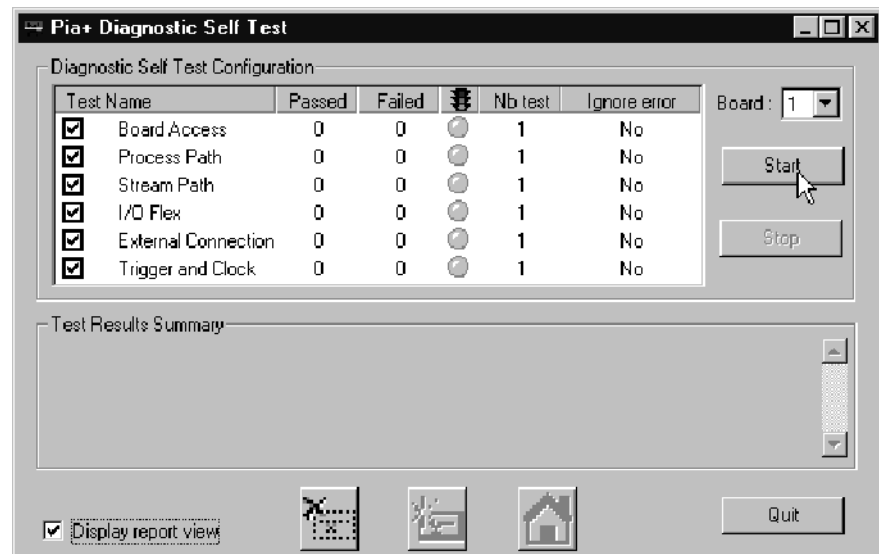 Pia+ Diagnostic Self Test
Diagnostic Self Test Configuration
Test Name Passed Failed Nb test Ignore error
Board Access 0 0 1 No
Process Path 0 0 1 No
Stream Path 0 0 1 No
I/O Flex 0 0 1 No
External Connection 0 0 1 No
Trigger and Clock 0 0 1 No
Board : 1
Start
Stop
Test Results Summary
Display report view
Quit